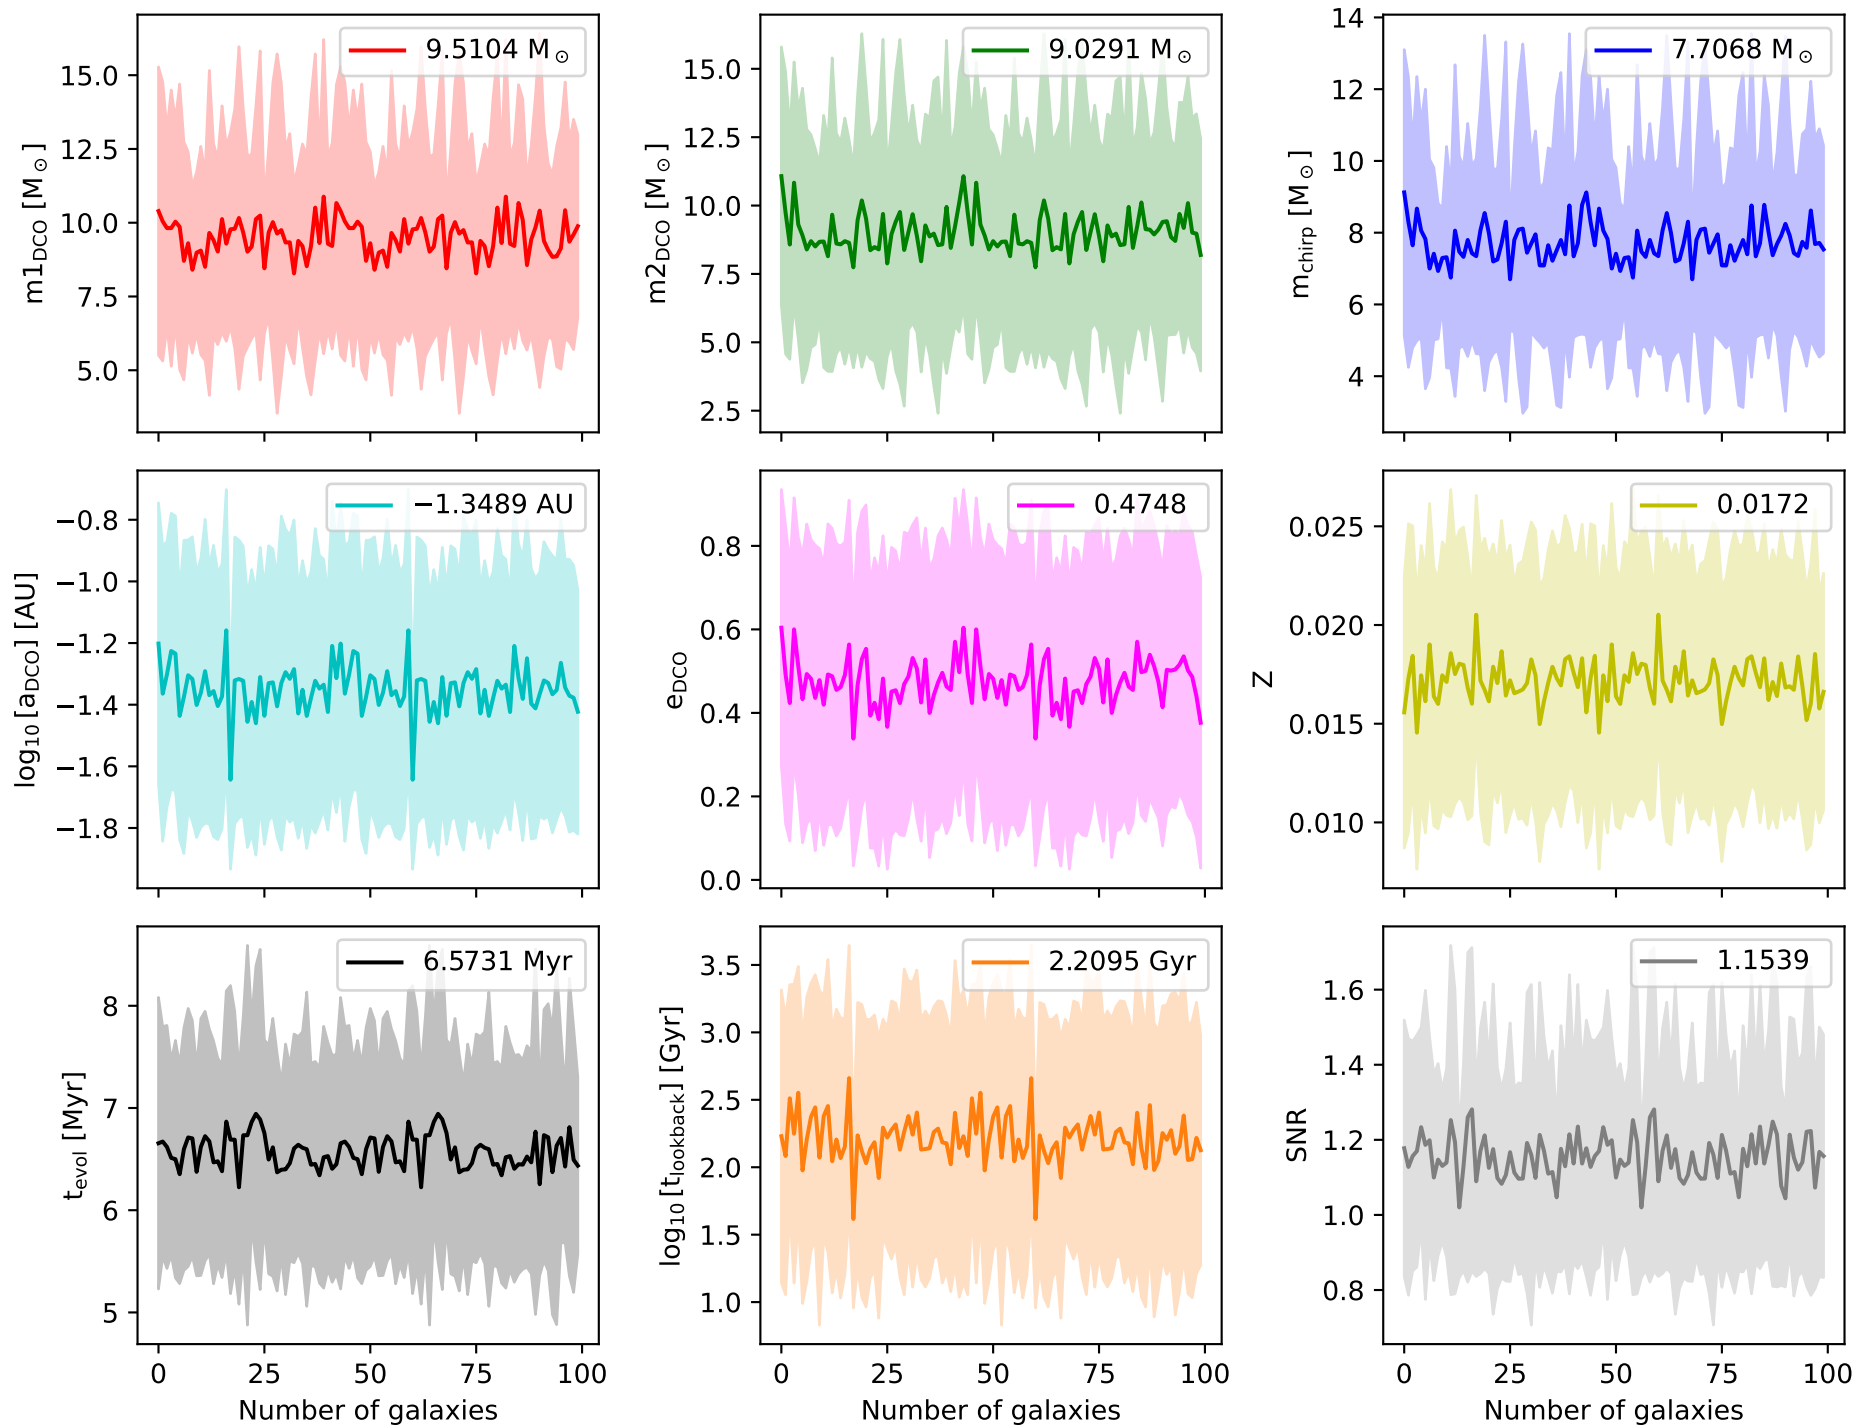 15.0
12.5
10.0
7.5
5.0
m1DCO [M⊙]
9.5104 M⊙
15.0
12.5
10.0
7.5
5.0
2.5
m2DCO [M⊙]
9.0291 M⊙
14
12
10
8
6
4
mchirp [M⊙]
7.7068 M⊙
−0.8
−1.0
−1.2
−1.4
−1.6
−1.8
log10 [aDCO] [AU]
−1.3489 AU
0.8
0.6
0.4
0.2
0.0
eDCO
0.4748
0.025
0.020
0.015
0.010
Z
0.0172
8
7
6
5
tevol [Myr]
6.5731 Myr
0 25 50 75 100
Number of galaxies
3.5
3.0
2.5
2.0
1.5
1.0
log10 [tlookback] [Gyr]
2.2095 Gyr
0 25 50 75 100
Number of galaxies
1.6
1.4
1.2
1.0
0.8
SNR
1.1539
0 25 50 75 100
Number of galaxies